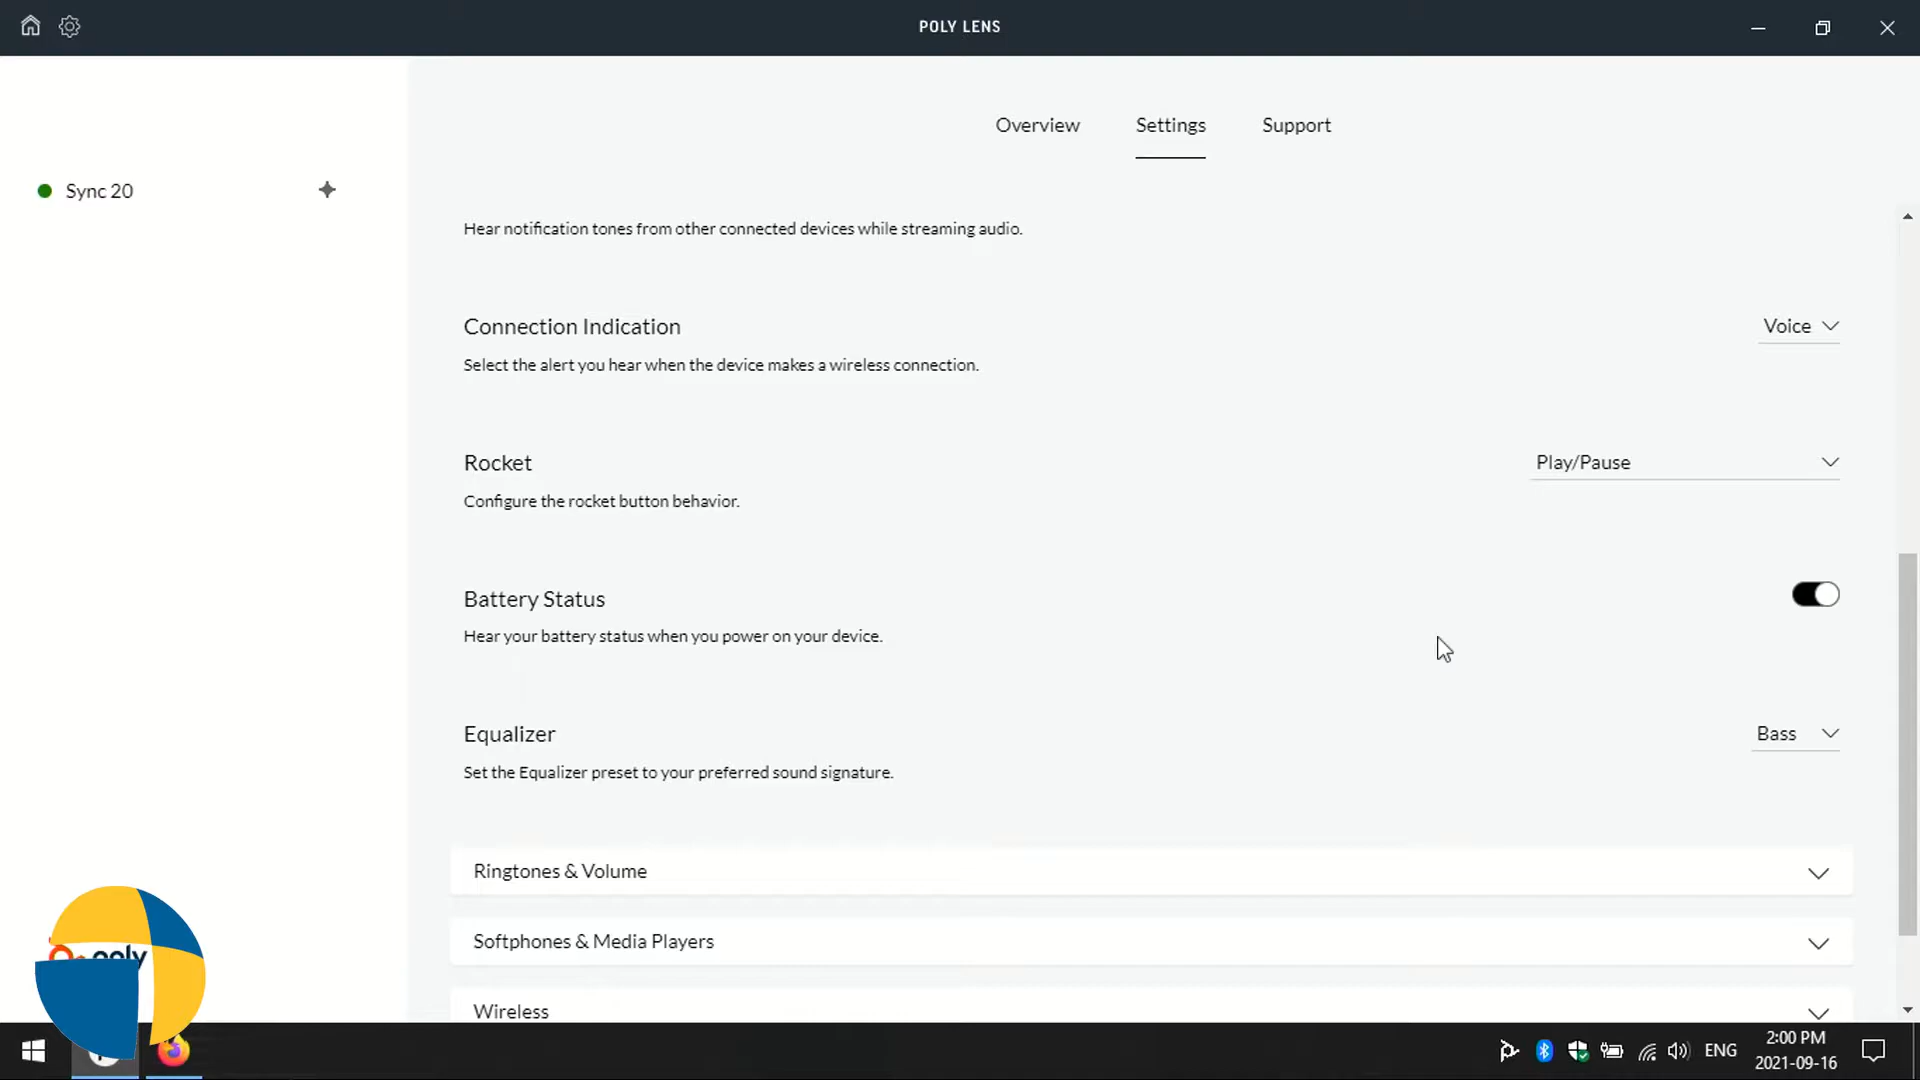 POLY LENS
Overview
Settings
Support
Sync 20
Hear notification tones from other connected devices while streaming audio.
Connection Indication
Voice
Select the alert you hear when the device makes a wireless connection.
Rocket
Play/Pause
Configure the rocket button behavior.
Battery Status
Hear your battery status when you power on your device.
Equalizer
Bass
Set the Equalizer preset to your preferred sound signature.
Ringtones & Volume
Softphones & Media Players
poly
Wireless
ENG
2:00 PM
2021-09-16